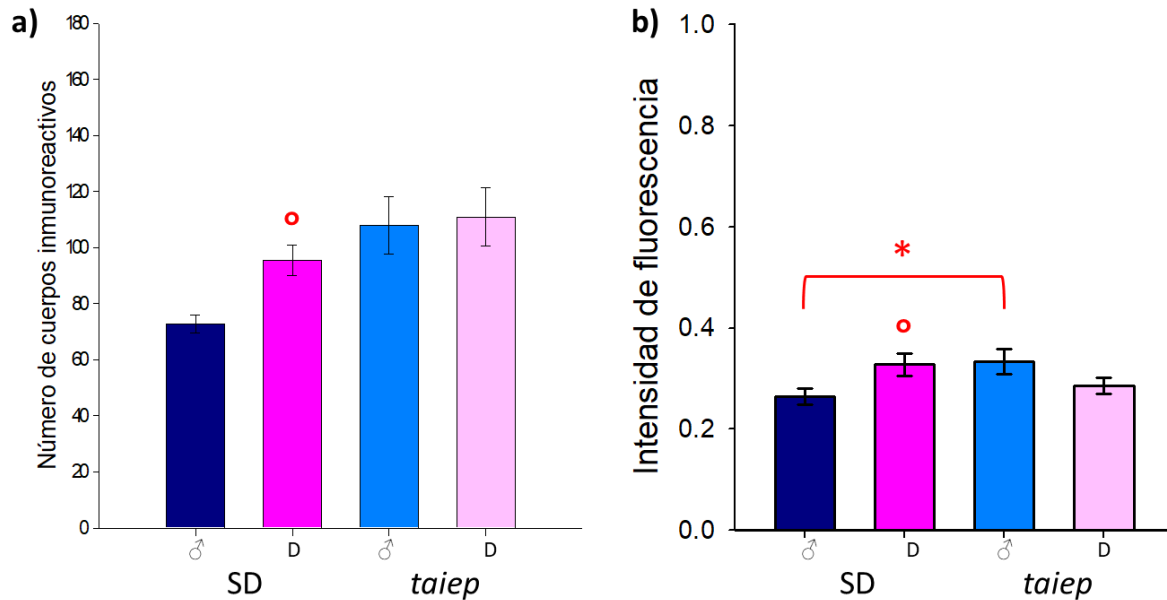 a)
Número de cuerpos inmunoreactivos
180
160
140
120
100
80
60
40
20
0
♂ D ♂ D
SD taiep
b)
Intensidad de fluorescencia
1.0
0.8
0.6
0.4
0.2
0.0
*
♂ D ♂ D
SD taiep